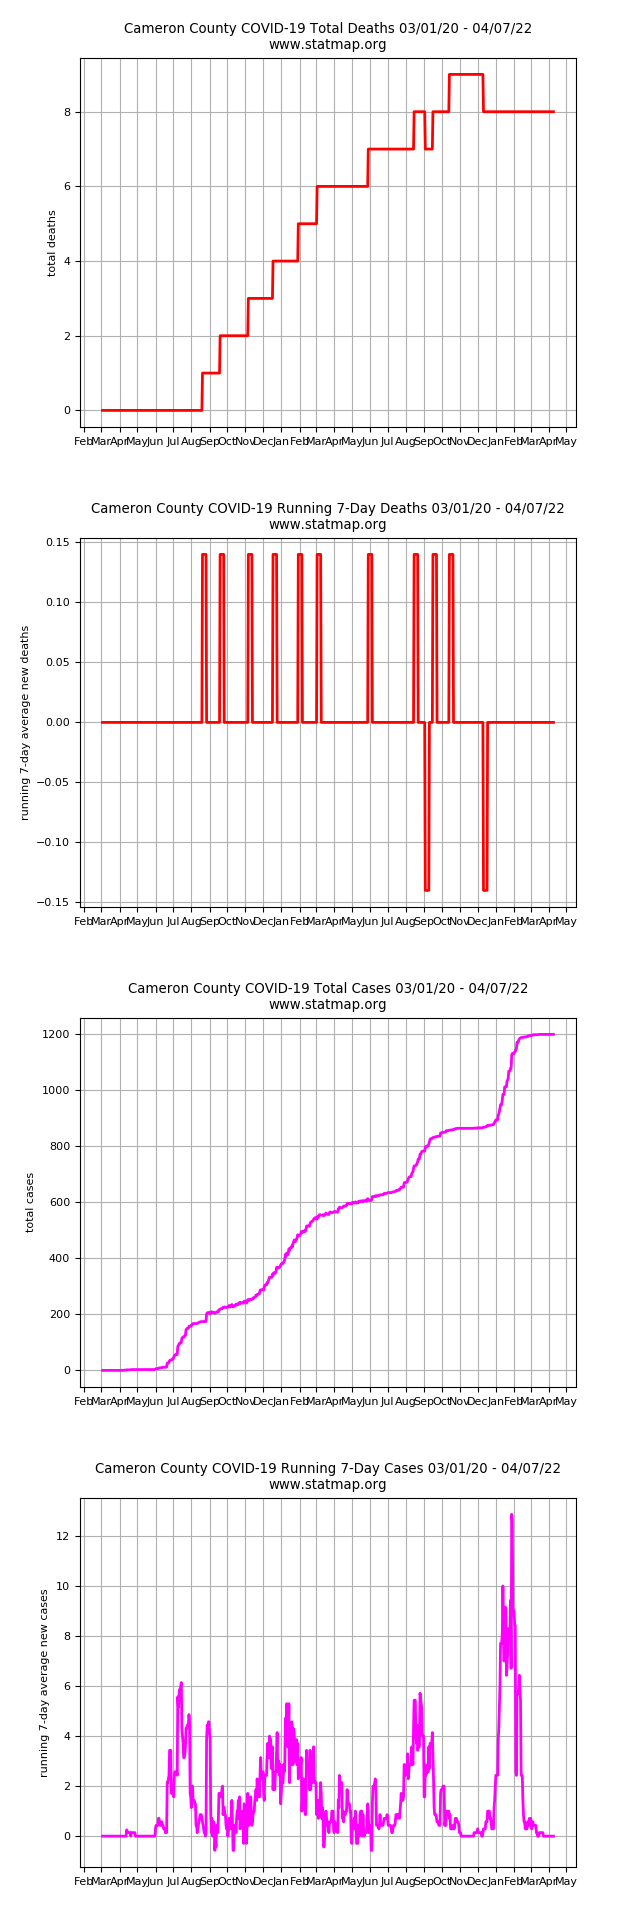 Cameron County COVID-19 Total Deaths 03/01/20 - 04/07/22
www.statmap.org
8
6
4
2
0
total deaths
Feb Mar Apr May Jun Jul Aug Sep Oct Nov Dec Jan Feb Mar Apr May Jun Jul Aug Sep Oct Nov Dec Jan Feb Mar Apr May
Cameron County COVID-19 Running 7-Day Deaths 03/01/20 - 04/07/22
www.statmap.org
0.15
0.10
0.05
0.00
−0.05
−0.10
−0.15
running 7-day average new deaths
Feb Mar Apr May Jun Jul Aug Sep Oct Nov Dec Jan Feb Mar Apr May Jun Jul Aug Sep Oct Nov Dec Jan Feb Mar Apr May
Cameron County COVID-19 Total Cases 03/01/20 - 04/07/22
www.statmap.org
1200
1000
800
600
400
200
0
total cases
Feb Mar Apr May Jun Jul Aug Sep Oct Nov Dec Jan Feb Mar Apr May Jun Jul Aug Sep Oct Nov Dec Jan Feb Mar Apr May
Cameron County COVID-19 Running 7-Day Cases 03/01/20 - 04/07/22
www.statmap.org
12
10
8
6
4
2
0
running 7-day average new cases
Feb Mar Apr May Jun Jul Aug Sep Oct Nov Dec Jan Feb Mar Apr May Jun Jul Aug Sep Oct Nov Dec Jan Feb Mar Apr May